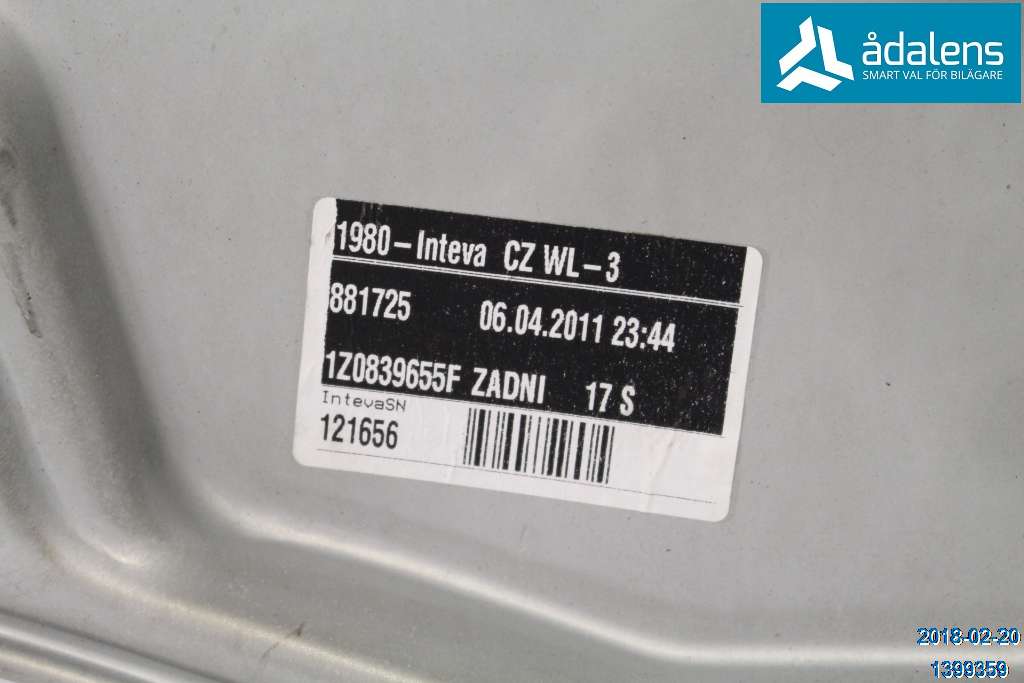 ådalens
SMART VAL FÖR BILÄGARE
1980-Inteva CZ WL-3
881725 06.04.2011 23:44
1Z0839655F ZADNI 17 S
IntevaSN
121656
2018-02-20
1399359